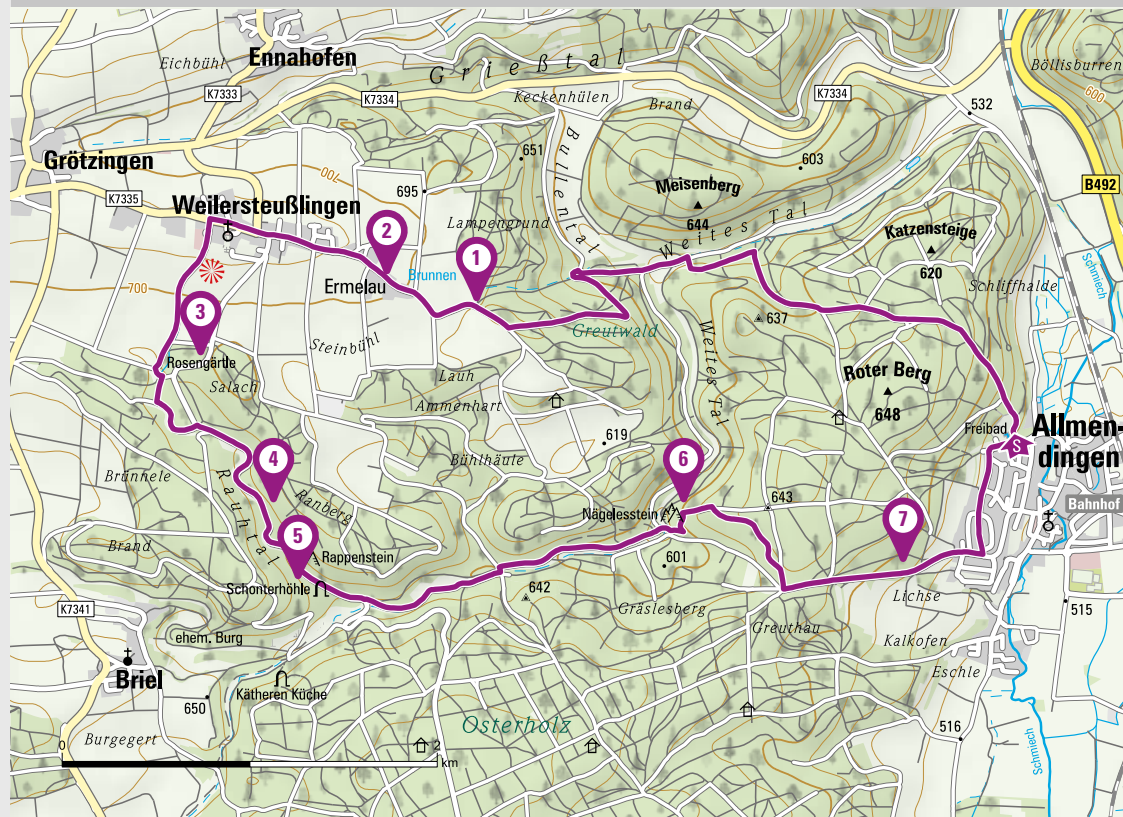 Ennahofen
Eichbühl
Grießtal
Böllisburren
600
K7333
K7334
Keckenhülen
Brand
K7334
532
Grötzingen
651
Bullental
603
700
695
Meisenberg
644
B492
K7335
Weilersteußlingen
Lampengrund
Weites Tal
Katzensteige
620
2
1
Brunnen
Ermelau
Schliffhalde
Schmiech
700
3
Greutwald
637
Weites Tal
Steinbühl
Rosengärtle
Salach
Lauh
Roter Berg
648
Ammenhart
Freibad
S
Allmen-
dingen
619
Bühlhäule
Brünhele
Rauhtal
4
6
643
Ranberg
Nägelesstein
7
Bahnhof
Brand
5
Rappenstein
601
Schonterhöhle
642
Gräslesberg
Lichse
515
K7341
ehem. Burg
Greuthau
Kalkofen
Eschle
Briel
Kätheren Küche
650
Osterholz
516
Burgegert
Schmiech
0
2
km